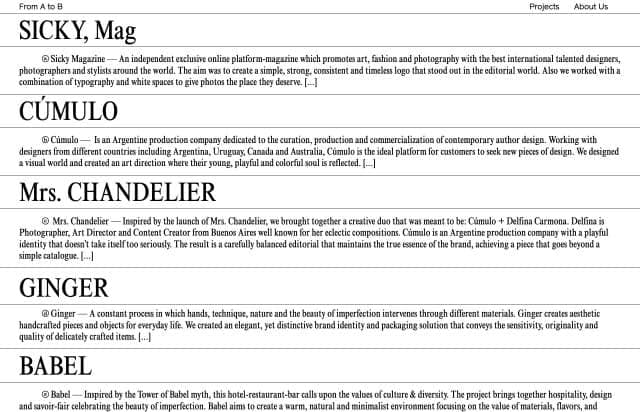 From A to B
Projects About Us
SICKY, Mag
Ⓐ Sicky Magazine — An independent exclusive online platform-magazine which promotes art, fashion and photography with the best international talented designers,
photographers and stylists around the world. The aim was to create a simple, strong, consistent and timeless logo that stood out in the editorial world. Also we worked with a
combination of typography and white spaces to give photos the place they deserve. [...]
CÚMULO
Ⓑ Cúmulo — Is an Argentine production company dedicated to the curation, production and commercialization of contemporary author design. Working with
designers from different countries including Argentina, Uruguay, Canada and Australia, Cúmulo is the ideal platform for customers to seek new pieces of design. We designed
a visual world and created an art direction where their young, playful and colorful soul is reflected. [...]
Mrs. CHANDELIER
Ⓒ Mrs. Chandelier — Inspired by the launch of Mrs. Chandelier, we brought together a creative duo that was meant to be: Cúmulo + Delfina Carmona. Delfina is
Photographer, Art Director and Content Creator from Buenos Aires well known for her eclectic compositions. Cúmulo is an Argentine production company with a playful
identity that doesn't take itself too seriously. The result is a carefully balanced editorial that maintains the true essence of the brand, achieving a piece that goes beyond a
simple catalogue. [...]
GINGER
Ⓓ Ginger — A constant process in which hands, technique, nature and the beauty of imperfection intervenes through different materials. Ginger creates aesthetic
handcrafted pieces and objects for everyday life. We created an elegant, yet distinctive brand identity and packaging solution that conveys the sensitivity, originality and
quality of delicately crafted items. [...]
BABEL
Ⓔ Babel — Inspired by the Tower of Babel myth, this hotel-restaurant-bar calls upon the values of culture & diversity. The project brings together hospitality, design
and savoir-fair celebrating the beauty of imperfection. Babel aims to create a warm, natural and minimalist environment focusing on the value of materials, flavors, and